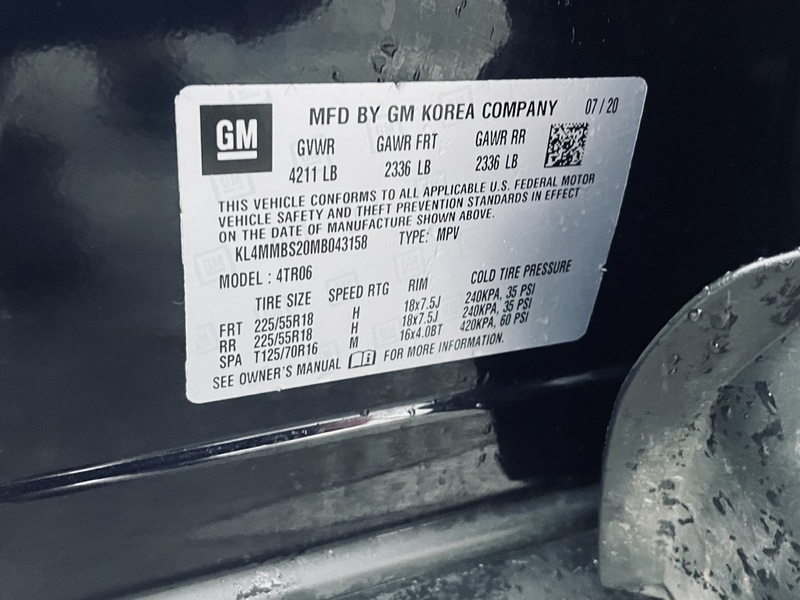 GM
MFD BY GM KOREA COMPANY 07 / 20
GVWR GAWR FRT GAWR RR
4211 LB 2336 LB 2336 LB
THIS VEHICLE CONFORMS TO ALL APPLICABLE U.S. FEDERAL MOTOR
VEHICLE SAFETY AND THEFT PREVENTION STANDARDS IN EFFECT
ON THE DATE OF MANUFACTURE SHOWN ABOVE.
KL4MMBS20MB043158 TYPE: MPV
MODEL : 4TR06
TIRE SIZE SPEED RTG RIM COLD TIRE PRESSURE
FRT 225/55R18 H 18x7.5J 240KPA, 35 PSI
RR 225/55R18 H 18x7.5J 240KPA, 35 PSI
SPA T125/70R16 M 16x4.0BT 420KPA, 60 PSI
SEE OWNER'S MANUAL FOR MORE INFORMATION.